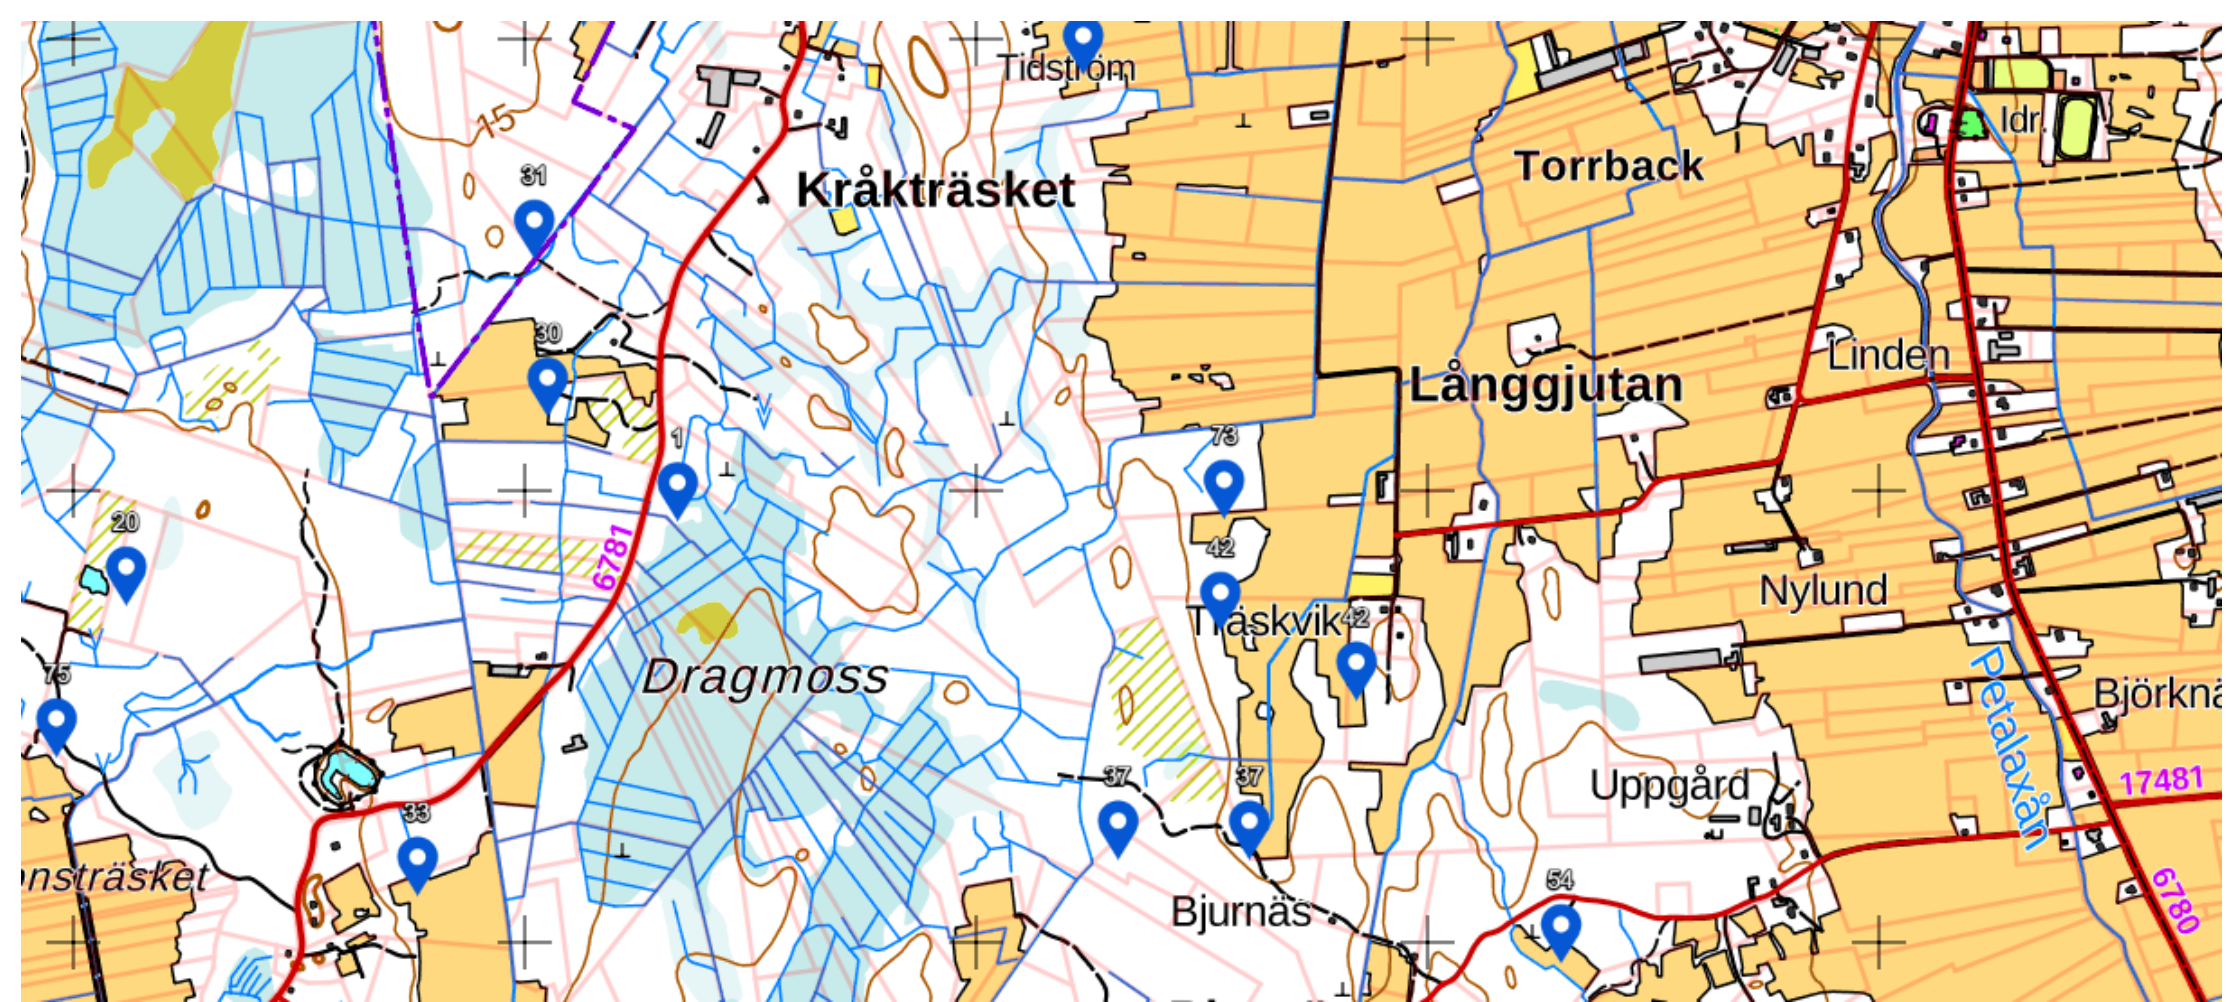 Tidström
15
Idr
Torrback
31
Kråkträsket
30
Linden
Långgjutan
1
73
20
42
6781
Nylund
Träskvik
42
75
Dragmoss
Petalaxån
Björknä
37
37
Uppgård
17481
33
onsträsket
54
6780
Bjurnäs